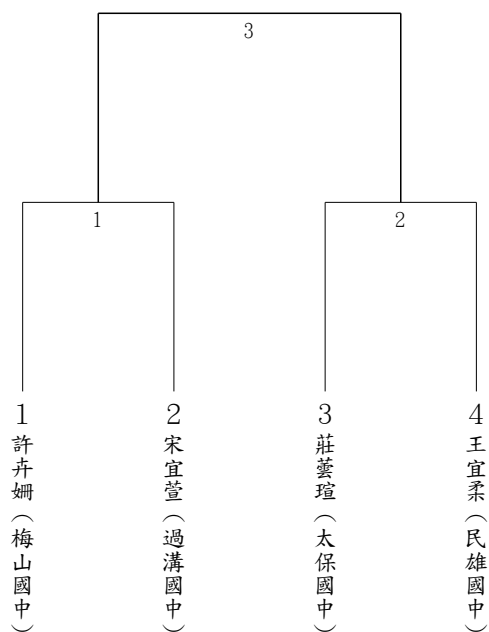 3
1
2
1 許卉姍（梅山國中）
2 宋宜萱（過溝國中）
3 莊蕓瑄（太保國中）
4 王宜柔（民雄國中）